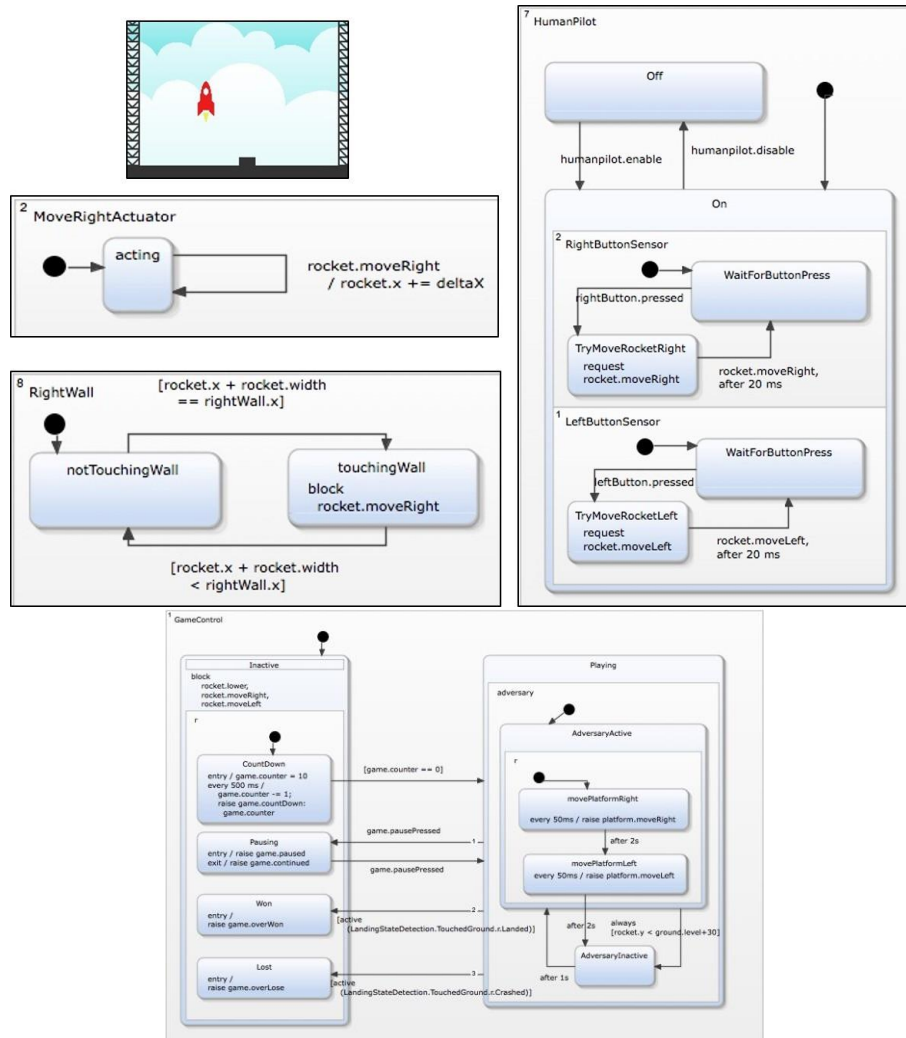 2
MoveRightActuator
acting
rocket.moveRight
/ rocket.x += deltaX
8
RightWall
[rocket.x + rocket.width
== rightWall.x]
notTouchingWall
touchingWall
block
rocket.moveRight
[rocket.x + rocket.width
< rightWall.x]
7
HumanPilot
Off
humanpilot.enable
humanpilot.disable
On
2
RightButtonSensor
WaitForButtonPress
rightButton.pressed
TryMoveRocketRight
request
rocket.moveRight
rocket.moveRight,
after 20 ms
1
LeftButtonSensor
WaitForButtonPress
leftButton.pressed
TryMoveRocketLeft
request
rocket.moveLeft
rocket.moveLeft,
after 20 ms
1
GameControl
Inactive
block
rocket.lower,
rocket.moveRight,
rocket.moveLeft
r
CountDown
entry / game.counter = 10
every 500 ms /
game.counter -= 1;
raise game.countDown:
game.counter
[game.counter == 0]
Pausing
entry / raise game.paused
exit / raise game.continued
game.pausePressed
1
game.pausePressed
Won
entry /
raise game.overWon
2
[active
(LandingStateDetection.TouchedGround.r.Landed)]
Lost
entry /
raise game.overLose
3
[active
(LandingStateDetection.TouchedGround.r.Crashed)]
Playing
adversary
AdversaryActive
r
movePlatformRight
every 50ms / raise platform.moveRight
after 2s
movePlatformLeft
every 50ms / raise platform.moveLeft
after 2s
always
[rocket.y < ground.level+30]
AdversaryInactive
after 1s